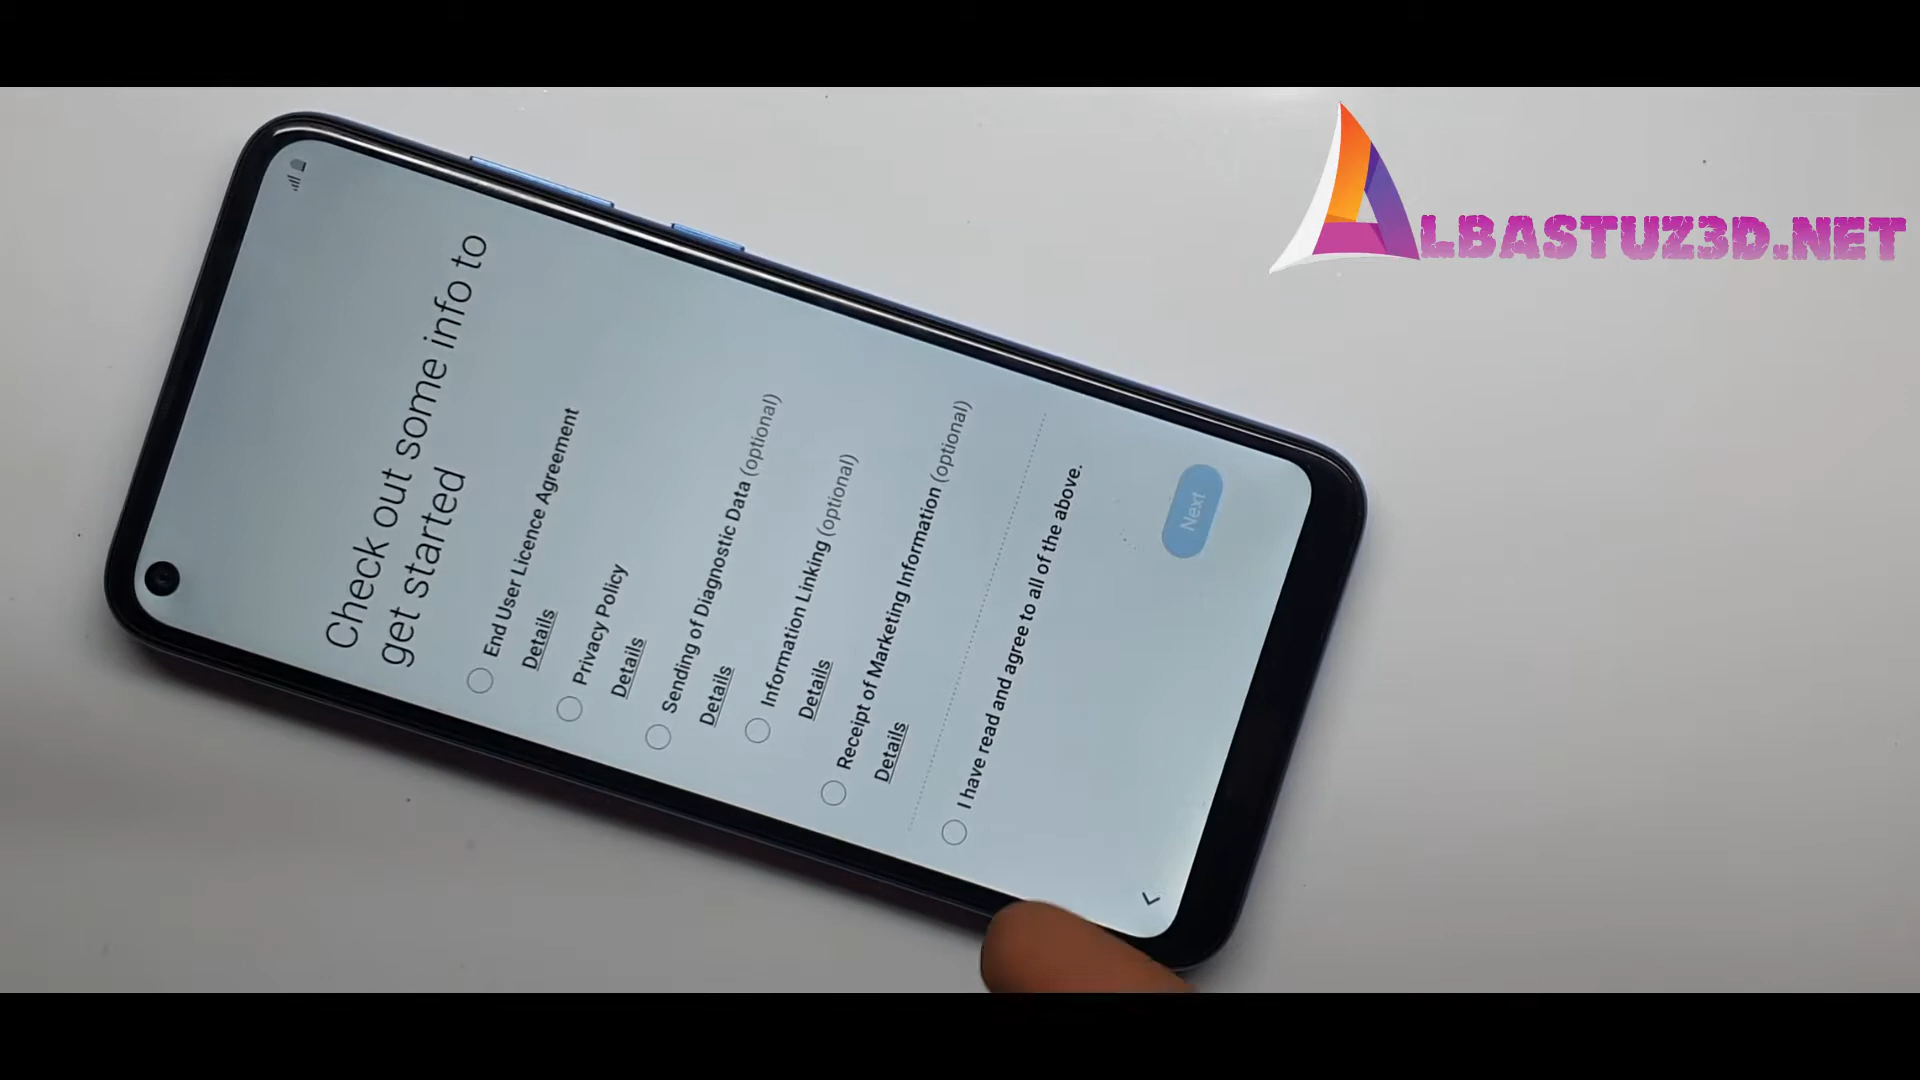 ALBASTUZ3D.NET
Check out some info to
get started
End User Licence Agreement
Details
Privacy Policy
Details
Sending of Diagnostic Data (optional)
Details
Information Linking (optional)
Details
Receipt of Marketing Information (optional)
Details
I have read and agree to all of the above.
Next